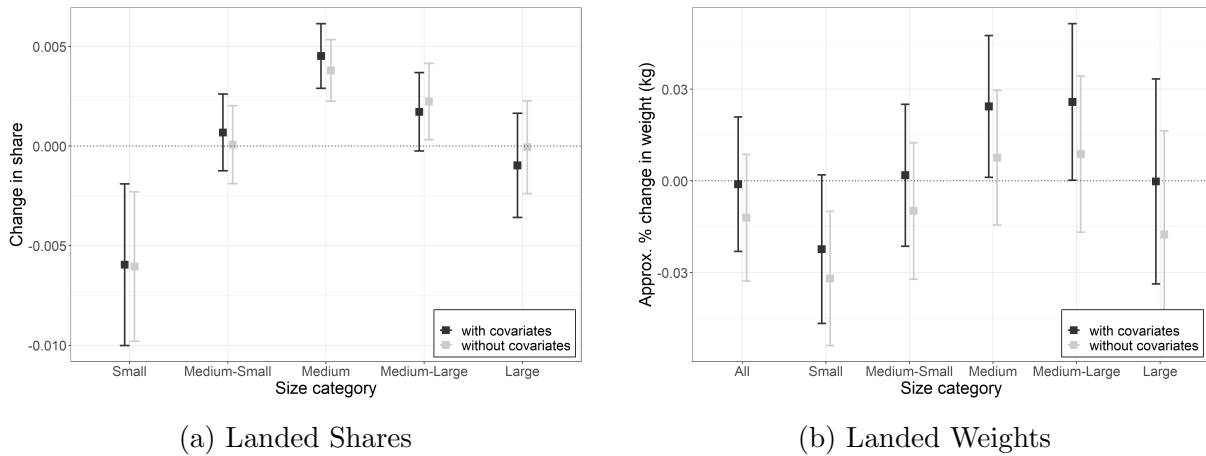 Change in share
0.005
0.000
-0.005
-0.010
Small Medium-Small Medium Medium-Large Large
Size category
with covariates
without covariates
(a) Landed Shares
Approx. % change in weight (kg)
0.03
0.00
-0.03
All Small Medium-Small Medium Medium-Large Large
Size category
with covariates
without covariates
(b) Landed Weights